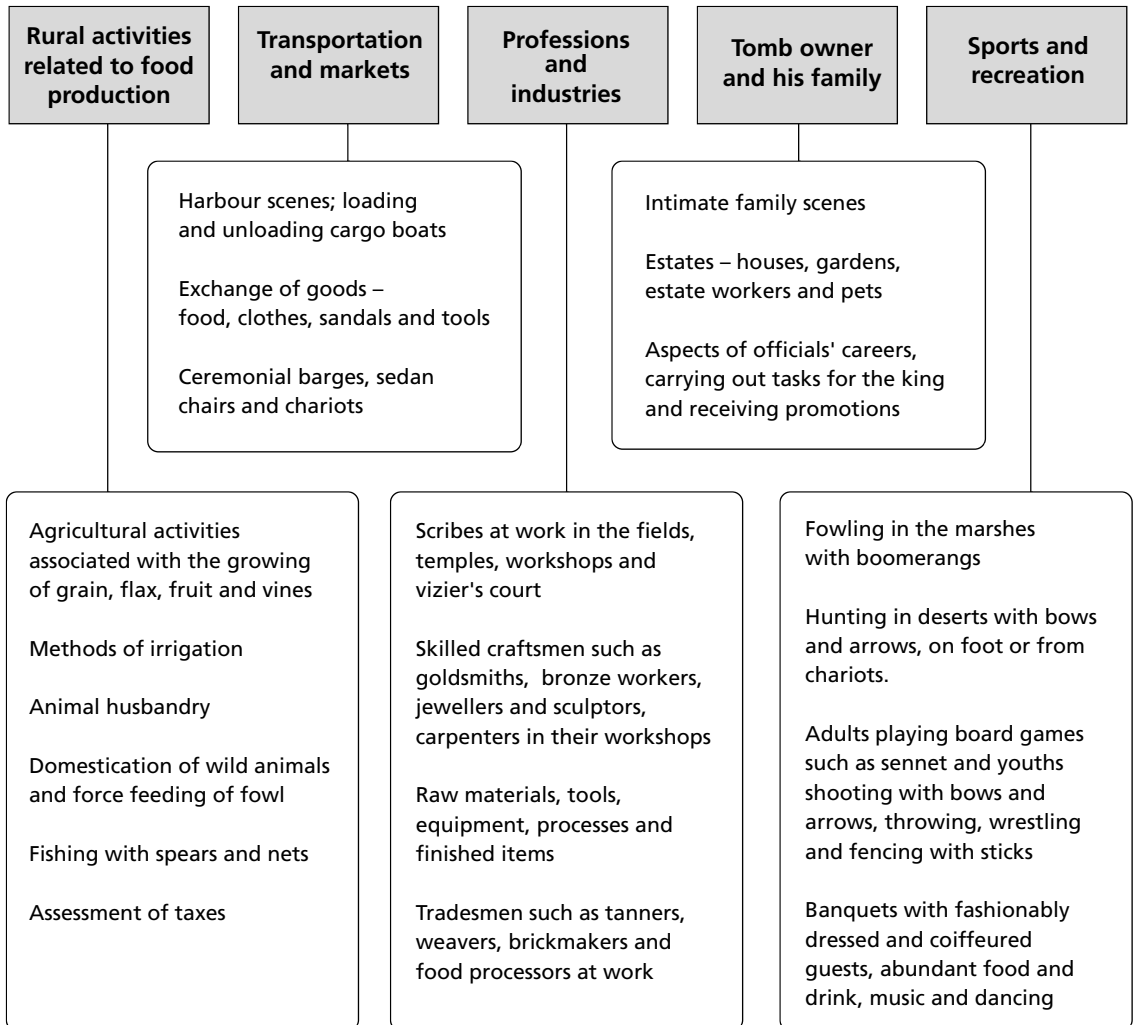 Rural activities
related to food
production
Transportation
and markets
Professions
and
industries
Tomb owner
and his family
Sports and
recreation
Harbour scenes; loading
and unloading cargo boats
Exchange of goods –
food, clothes, sandals and tools
Ceremonial barges, sedan
chairs and chariots
Intimate family scenes
Estates – houses, gardens,
estate workers and pets
Aspects of officials' careers,
carrying out tasks for the king
and receiving promotions
Agricultural activities
associated with the growing
of grain, flax, fruit and vines
Methods of irrigation
Animal husbandry
Domestication of wild animals
and force feeding of fowl
Fishing with spears and nets
Assessment of taxes
Scribes at work in the fields,
temples, workshops and
vizier's court
Skilled craftsmen such as
goldsmiths, bronze workers,
jewellers and sculptors,
carpenters in their workshops
Raw materials, tools,
equipment, processes and
finished items
Tradesmen such as tanners,
weavers, brickmakers and
food processors at work
Fowling in the marshes
with boomerangs
Hunting in deserts with bows
and arrows, on foot or from
chariots.
Adults playing board games
such as sennet and youths
shooting with bows and
arrows, throwing, wrestling
and fencing with sticks
Banquets with fashionably
dressed and coiffeured
guests, abundant food and
drink, music and dancing